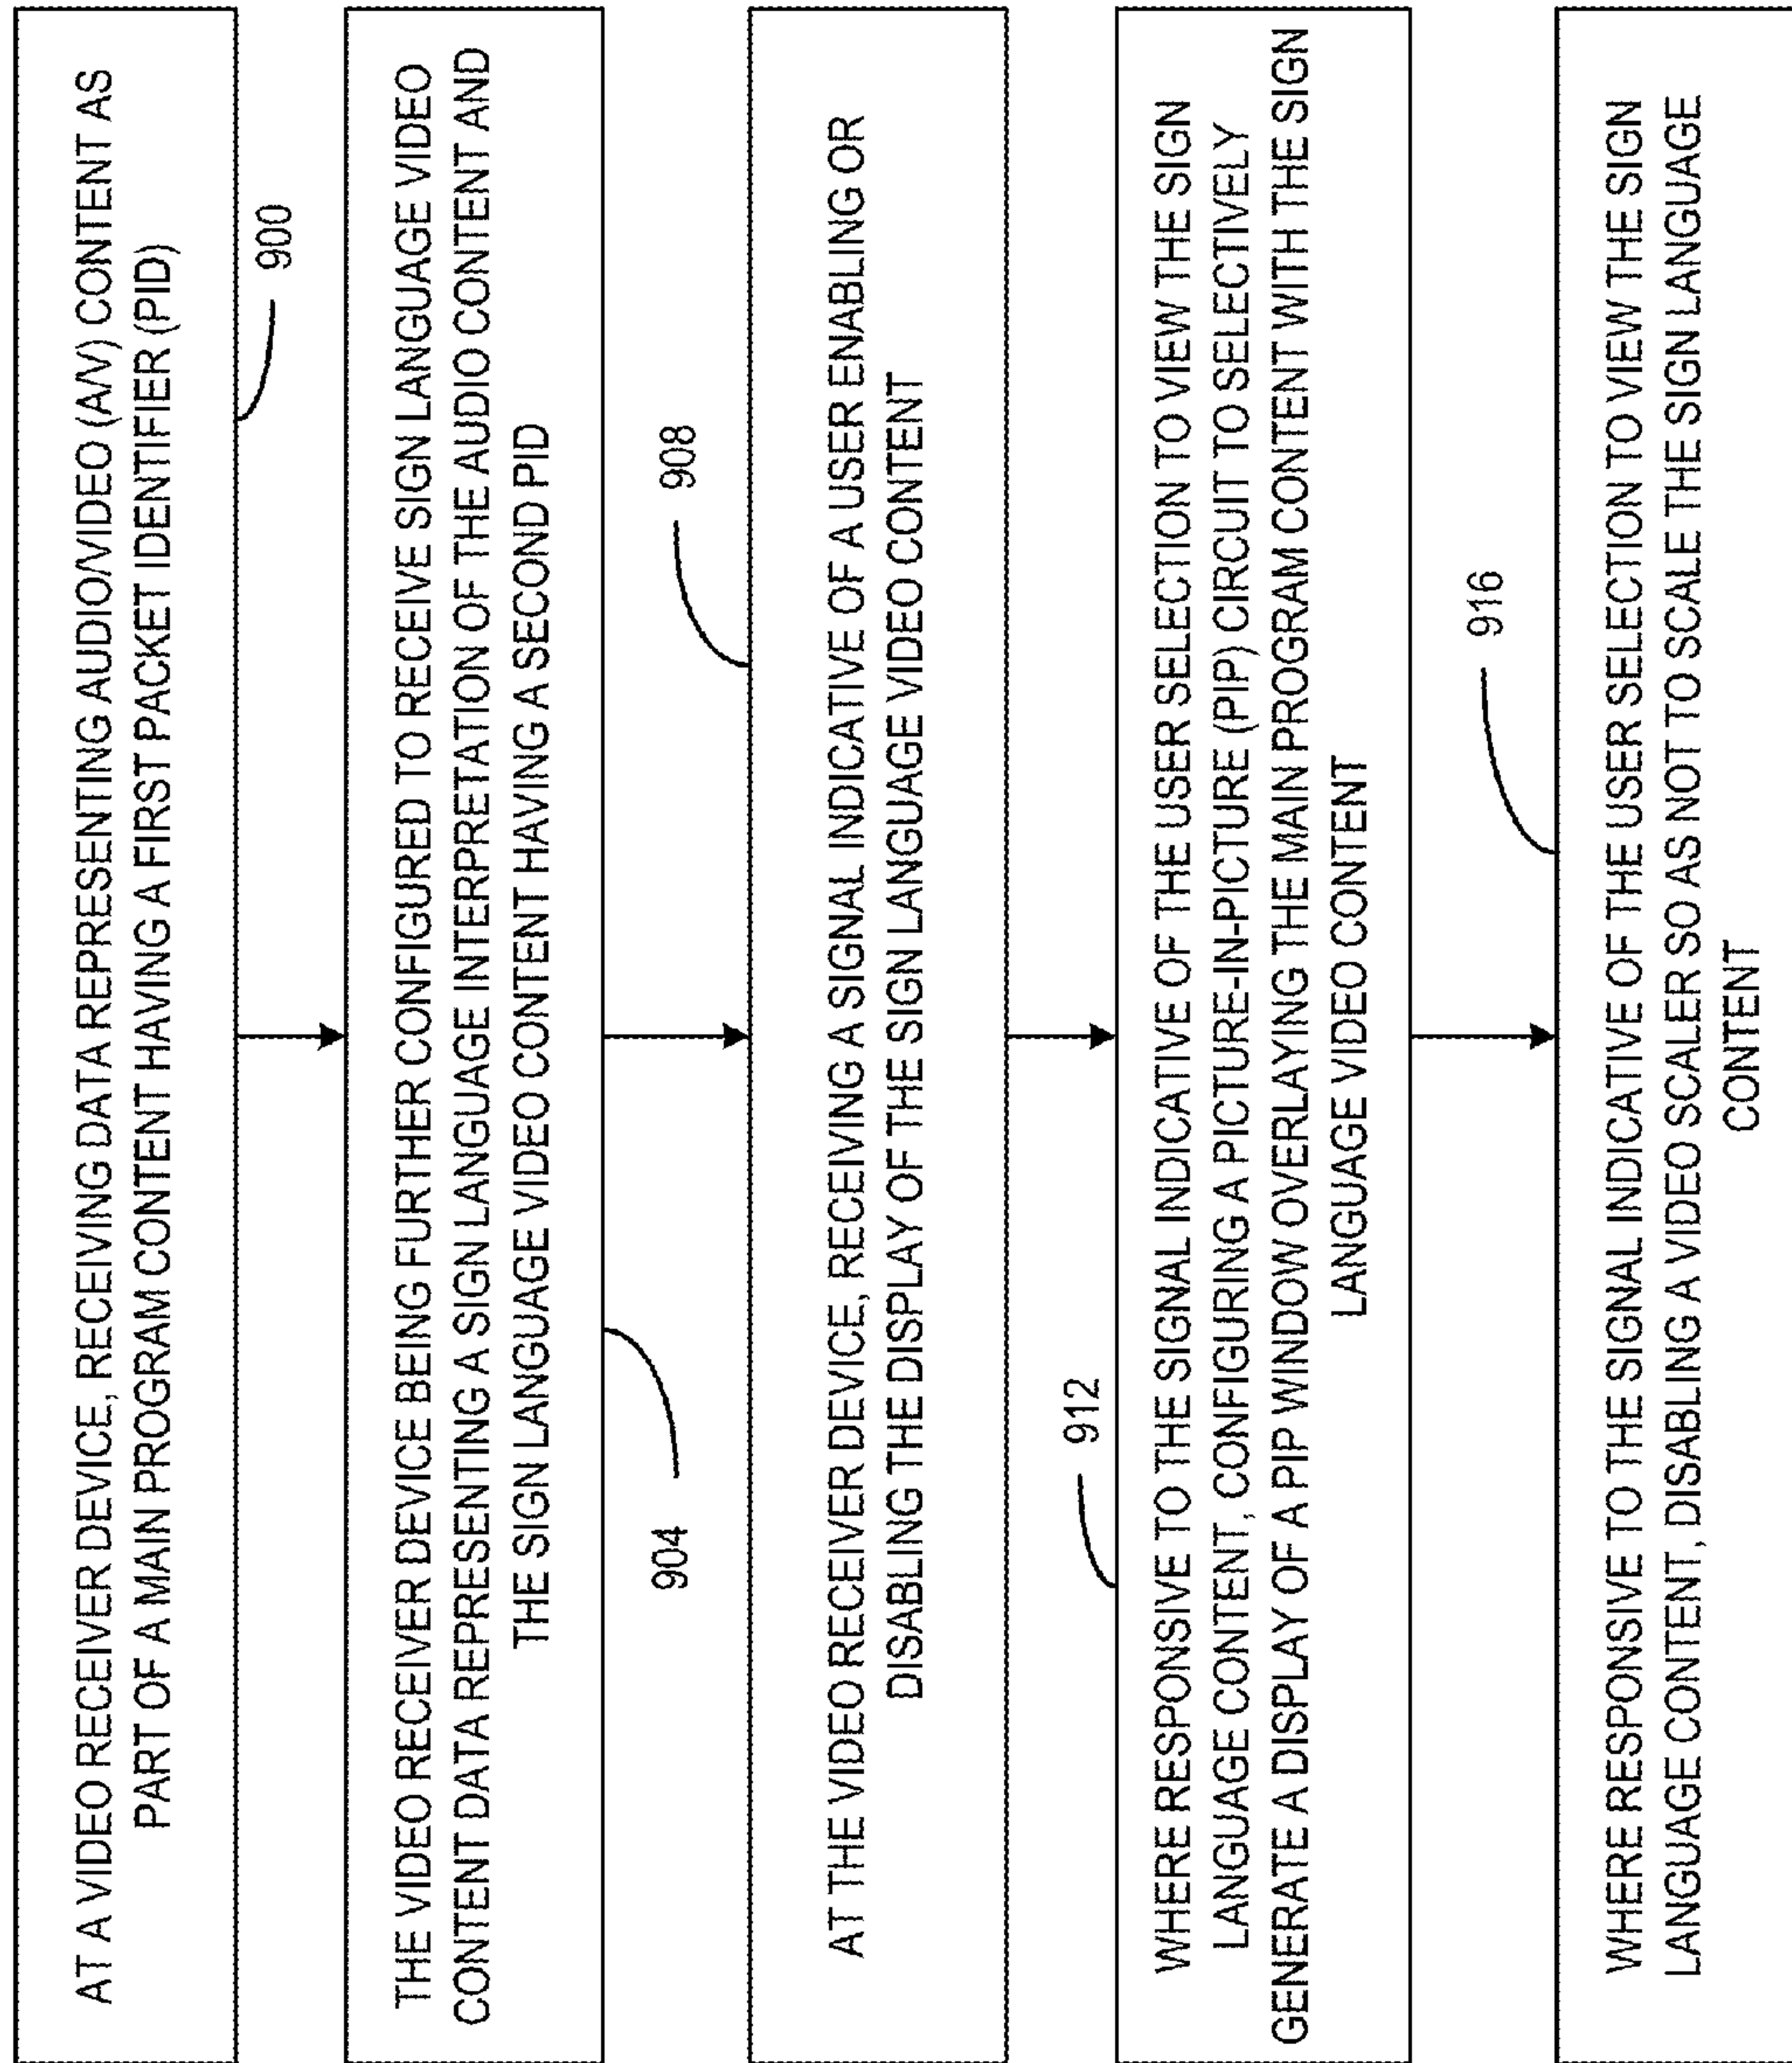 AT A VIDEO RECEIVER DEVICE, RECEIVING DATA REPRESENTING AUDIO/VIDEO (A/V) CONTENT AS
PART OF A MAIN PROGRAM CONTENT HAVING A FIRST PACKET IDENTIFIER (PID)
900
THE VIDEO RECEIVER DEVICE BEING FURTHER CONFIGURED TO RECEIVE SIGN LANGUAGE VIDEO
CONTENT DATA REPRESENTING A SIGN LANGUAGE INTERPRETATION OF THE AUDIO CONTENT AND
THE SIGN LANGUAGE VIDEO CONTENT HAVING A SECOND PID
904
908
AT THE VIDEO RECEIVER DEVICE, RECEIVING A SIGNAL INDICATIVE OF A USER ENABLING OR
DISABLING THE DISPLAY OF THE SIGN LANGUAGE VIDEO CONTENT
912
WHERE RESPONSIVE TO THE SIGNAL INDICATIVE OF THE USER SELECTION TO VIEW THE SIGN
LANGUAGE CONTENT, CONFIGURING A PICTURE-IN-PICTURE (PIP) CIRCUIT TO SELECTIVELY
GENERATE A DISPLAY OF A PIP WINDOW OVERLAYING THE MAIN PROGRAM CONTENT WITH THE SIGN
LANGUAGE VIDEO CONTENT
916
WHERE RESPONSIVE TO THE SIGNAL INDICATIVE OF THE USER SELECTION TO VIEW THE SIGN
LANGUAGE CONTENT, DISABLING A VIDEO SCALER SO AS NOT TO SCALE THE SIGN LANGUAGE
CONTENT